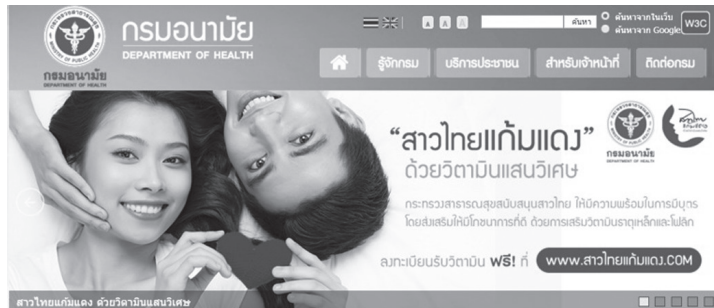 กรมอนามัย
DEPARTMENT OF HEALTH
กรมอนามัย
DEPARTMENT OF HEALTH
ค้นหา
ค้นหาจากในเว็บ
ค้นหาจาก Google
W3C
รู้จักกรม
บริการประชาชน
สำหรับเจ้าหน้าที่
ติดต่อกรม
“สาวไทยแก้มแดง”
ด้วยวิตามินแสนวิเศษ
กรมอนามัย
กระทรวงสาธารณสุขสนับสนุนสาวไทย ให้มีความพร้อมในการมีบุตร
โดยส่งเสริมให้มีโภชนาการที่ดี ด้วยการเสริมวิตามินธาตุเหล็กและโฟลิก
ลงทะเบียนรับวิตามิน ฟรี! ที่ www.สาวไทยแก้มแดง.COM
สาวไทยแก้มแดง ด้วยวิตามินแสนวิเศษ